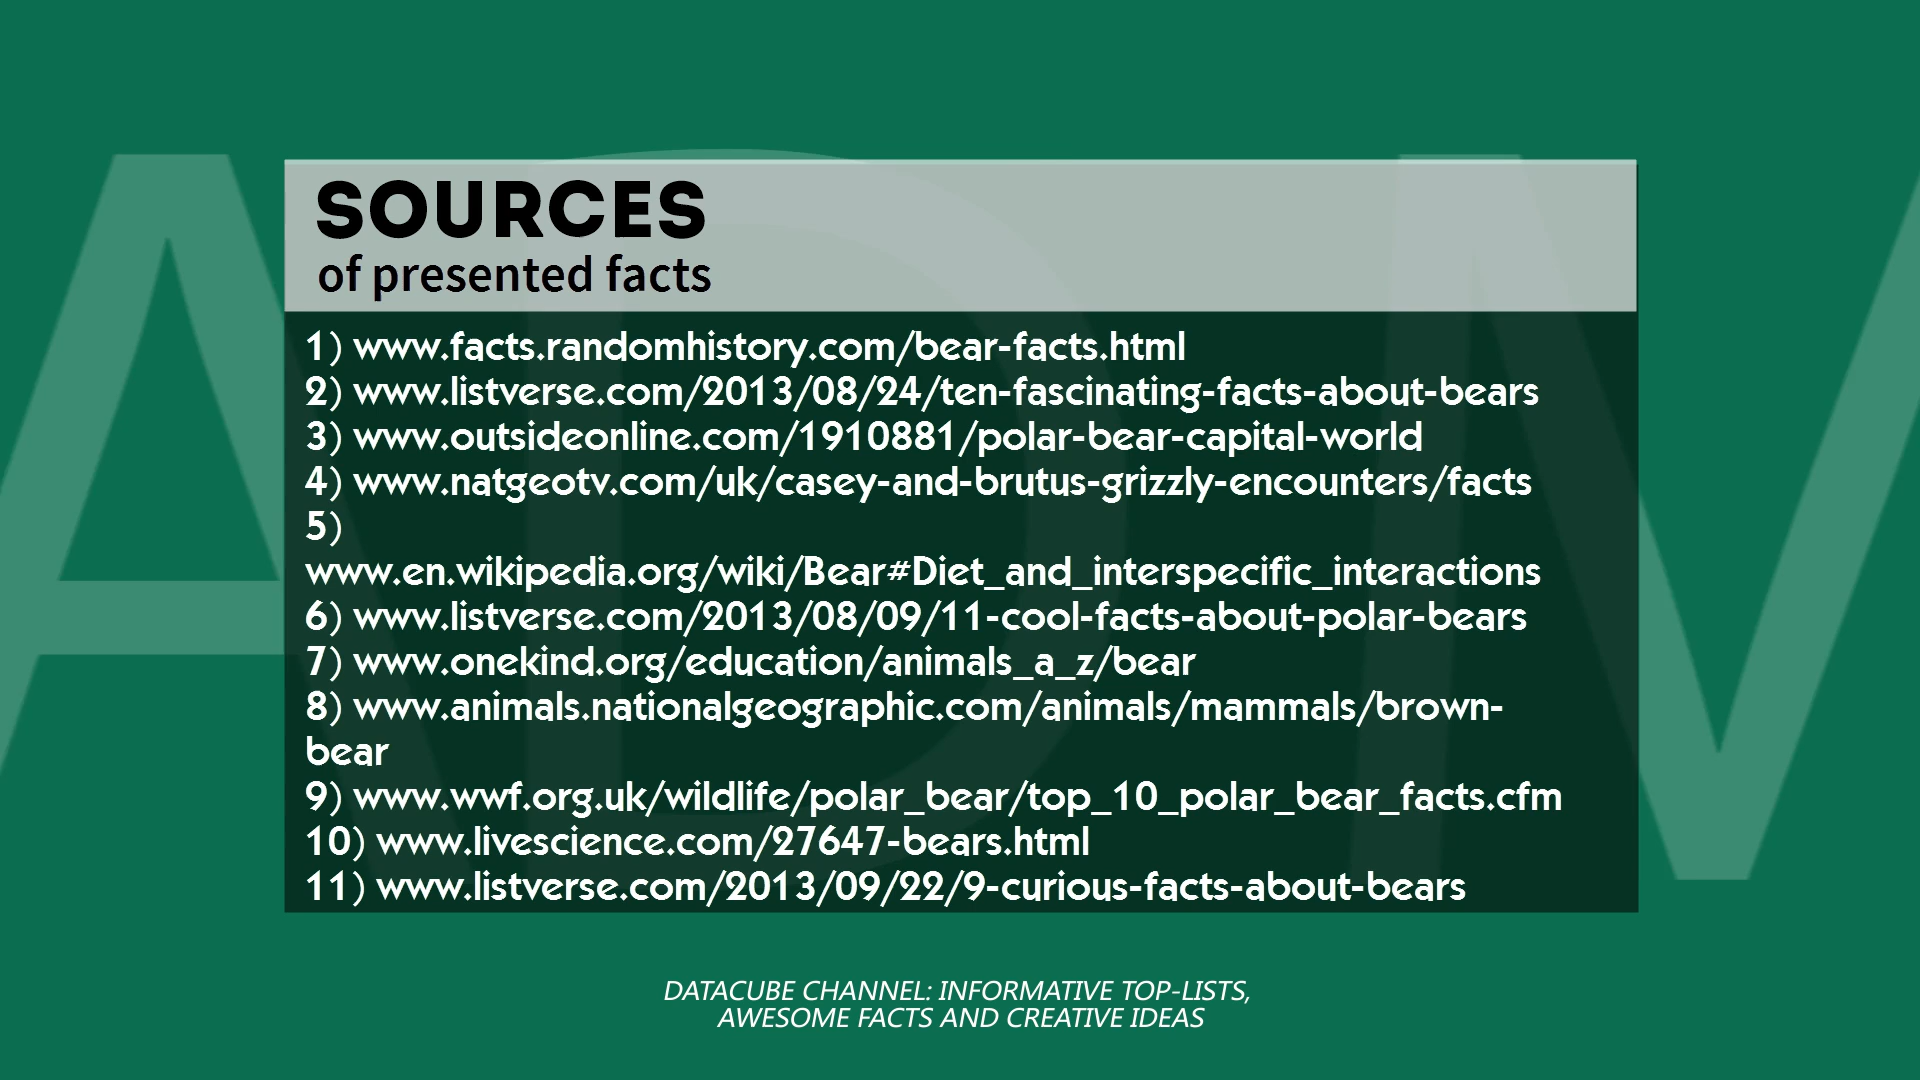 SOURCES
of presented facts
1) www.facts.randomhistory.com/bear-facts.html
2) www.listverse.com/2013/08/24/ten-fascinating-facts-about-bears
3) www.outsideonline.com/1910881/polar-bear-capital-world
4) www.natgeotv.com/uk/casey-and-brutus-grizzly-encounters/facts
5)
www.en.wikipedia.org/wiki/Bear#Diet_and_interspecific_interactions
6) www.listverse.com/2013/08/09/11-cool-facts-about-polar-bears
7) www.onekind.org/education/animals_a_z/bear
8) www.animals.nationalgeographic.com/animals/mammals/brown-
bear
9) www.wwf.org.uk/wildlife/polar_bear/top_10_polar_bear_facts.cfm
10) www.livescience.com/27647-bears.html
11) www.listverse.com/2013/09/22/9-curious-facts-about-bears
DATACUBE CHANNEL: INFORMATIVE TOP-LISTS,
AWESOME FACTS AND CREATIVE IDEAS